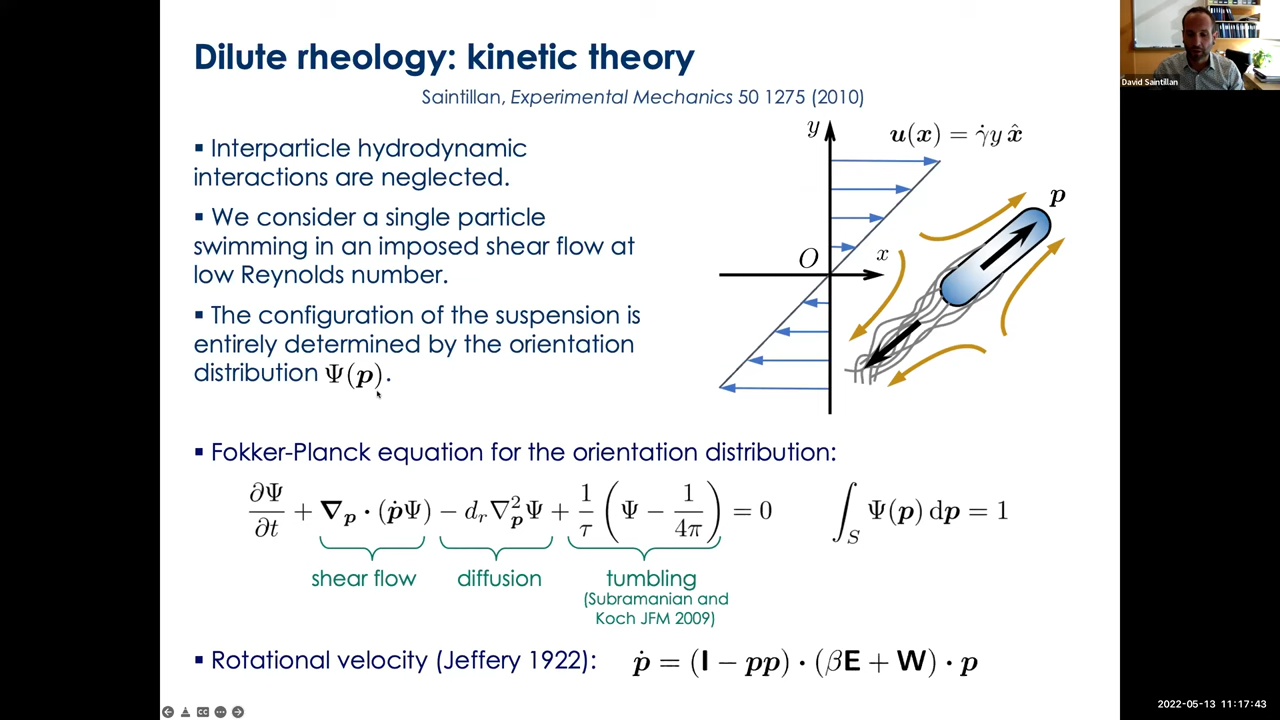 Dilute rheology: kinetic theory
Saintillan, Experimental Mechanics 50 1275 (2010)
▪ Interparticle hydrodynamic
interactions are neglected.
▪ We consider a single particle
swimming in an imposed shear flow at
low Reynolds number.
▪ The configuration of the suspension is
entirely determined by the orientation
distribution Ψ(p).
y
u(x) = γ̇y x̂
p
O
x
▪ Fokker-Planck equation for the orientation distribution:
∂Ψ/∂t + ∇ₚ · (ṗΨ) − dᵣ∇ₚ²Ψ + 1/τ (Ψ − 1/4π) = 0
∫_S Ψ(p) dp = 1
shear flow
diffusion
tumbling
(Subramanian and
Koch JFM 2009)
▪ Rotational velocity (Jeffery 1922): ṗ = (I − pp) · (βE + W) · p
David Saintillan
2022-05-13 11:17:43